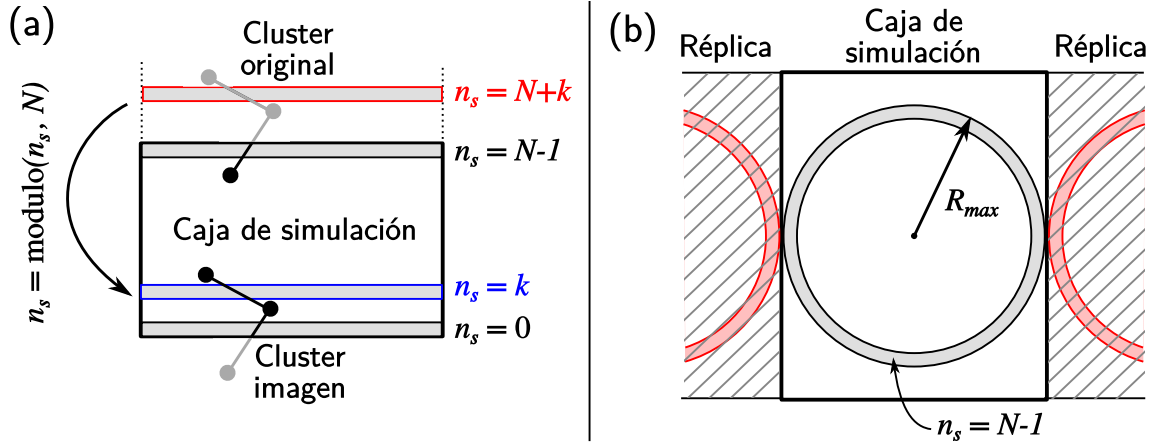 (a)
Cluster
original
n_s = N+k
n_s = N-1
n_s = modulo(n_s, N)
Caja de simulación
n_s = k
n_s = 0
Cluster
imagen
(b)
Caja de
simulación
Réplica
Réplica
R_max
n_s = N-1